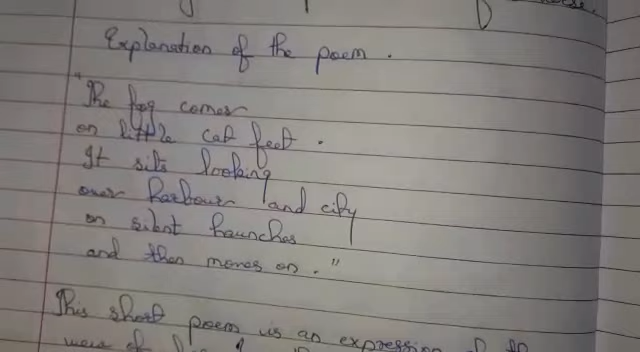 Explanation of the poem.
"The fog comes
on little cat feet.
It sits looking
over harbour and city
on silent haunches
and then moves on."
This short poem is an expression of